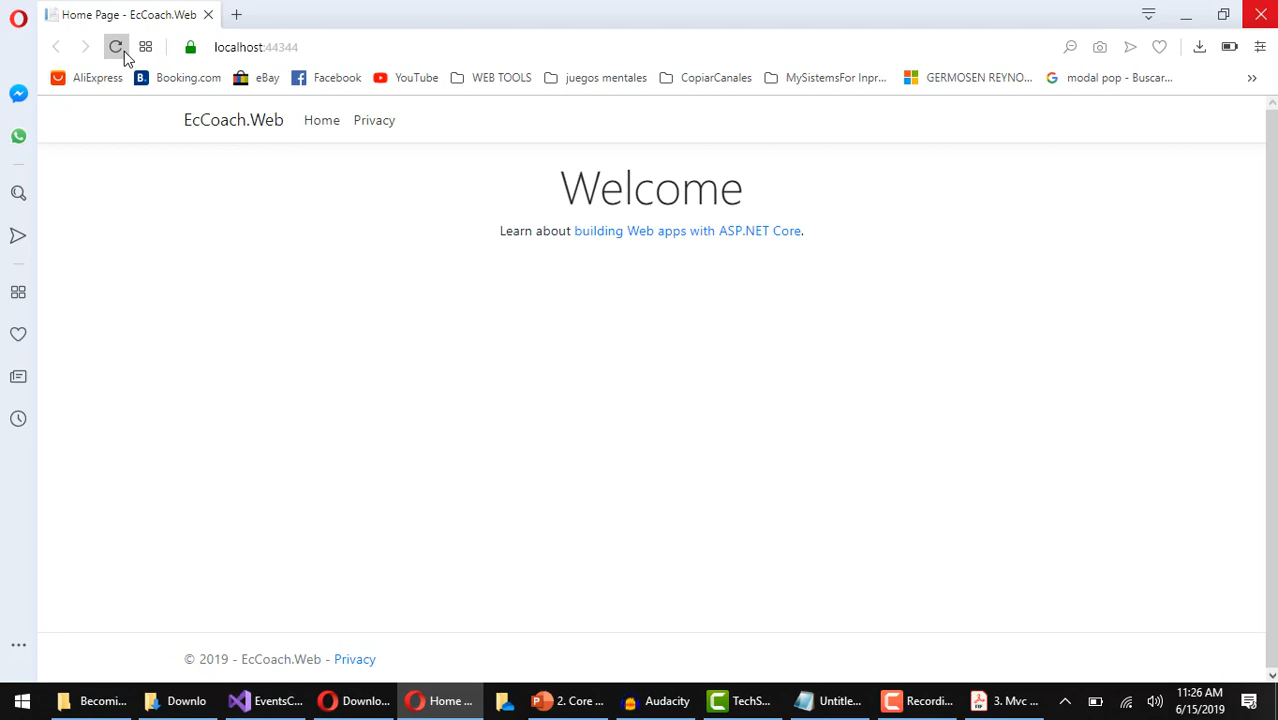 Home Page - EcCoach.Web
localhost:44344
AliExpress Booking.com eBay Facebook YouTube WEB TOOLS juegos mentales CopiarCanales MySistemsFor Inpr... GERMOSEN REYNO... modal pop - Buscar...
EcCoach.Web Home Privacy
Welcome
Learn about building Web apps with ASP.NET Core.
© 2019 - EcCoach.Web - Privacy
Becomi... Downlo EventsC... Downlo... Home ... 2. Core ... Audacity TechS... Untitle... Recordi... 3. Mvc ...
11:26 AM
6/15/2019